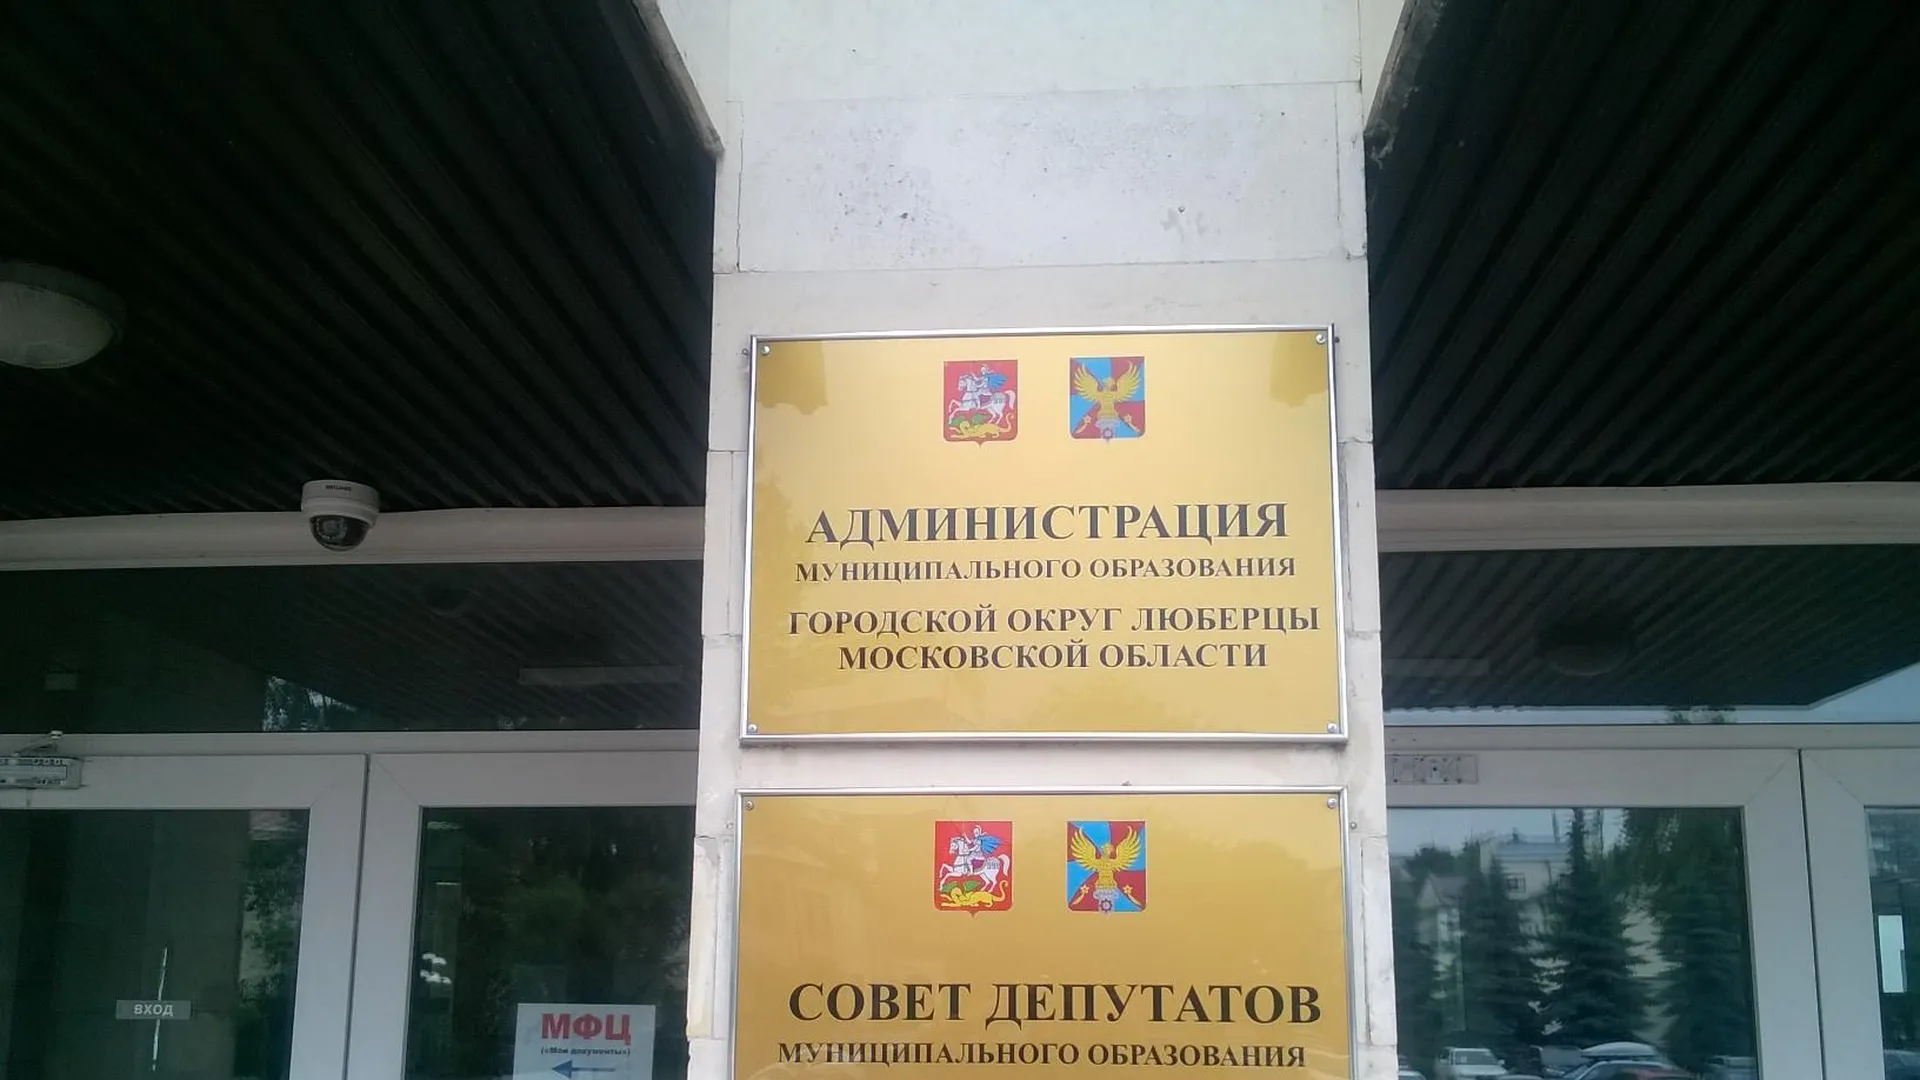 АДМИНИСТРАЦИЯ
МУНИЦИПАЛЬНОГО ОБРАЗОВАНИЯ
ГОРОДСКОЙ ОКРУГ ЛЮБЕРЦЫ
МОСКОВСКОЙ ОБЛАСТИ
СОВЕТ ДЕПУТАТОВ
МУНИЦИПАЛЬНОГО ОБРАЗОВАНИЯ
ВХОД
МФЦ
(«Мои документы»)